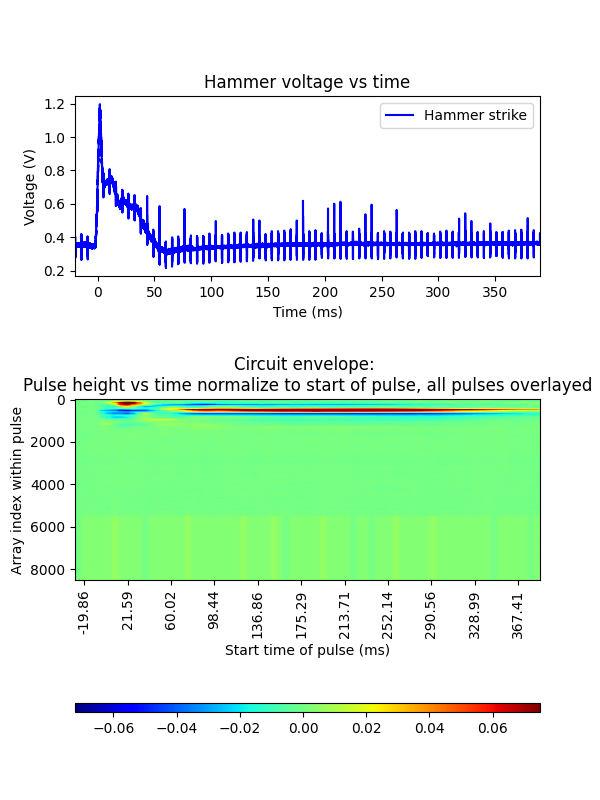 Hammer voltage vs time
1.2
1.0
0.8
0.6
0.4
0.2
Voltage (V)
Hammer strike
0 50 100 150 200 250 300 350
Time (ms)
Circuit envelope:
Pulse height vs time normalize to start of pulse, all pulses overlayed
0
2000
4000
6000
8000
Array index within pulse
-19.86 21.59 60.02 98.44 136.86 175.29 213.71 252.14 290.56 328.99 367.41
Start time of pulse (ms)
−0.06 −0.04 −0.02 0.00 0.02 0.04 0.06